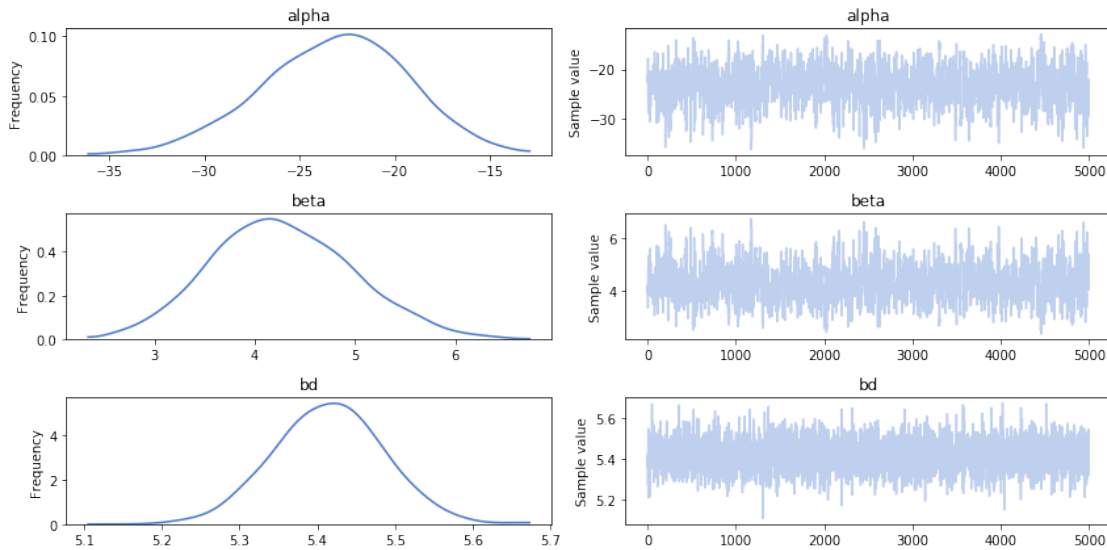 alpha
Frequency
0.10
0.05
0.00
−35 −30 −25 −20 −15
alpha
Sample value
−20
−30
0 1000 2000 3000 4000 5000
beta
Frequency
0.4
0.2
0.0
3 4 5 6
beta
Sample value
6
4
0 1000 2000 3000 4000 5000
bd
Frequency
4
2
0
5.1 5.2 5.3 5.4 5.5 5.6 5.7
bd
Sample value
5.6
5.4
5.2
0 1000 2000 3000 4000 5000